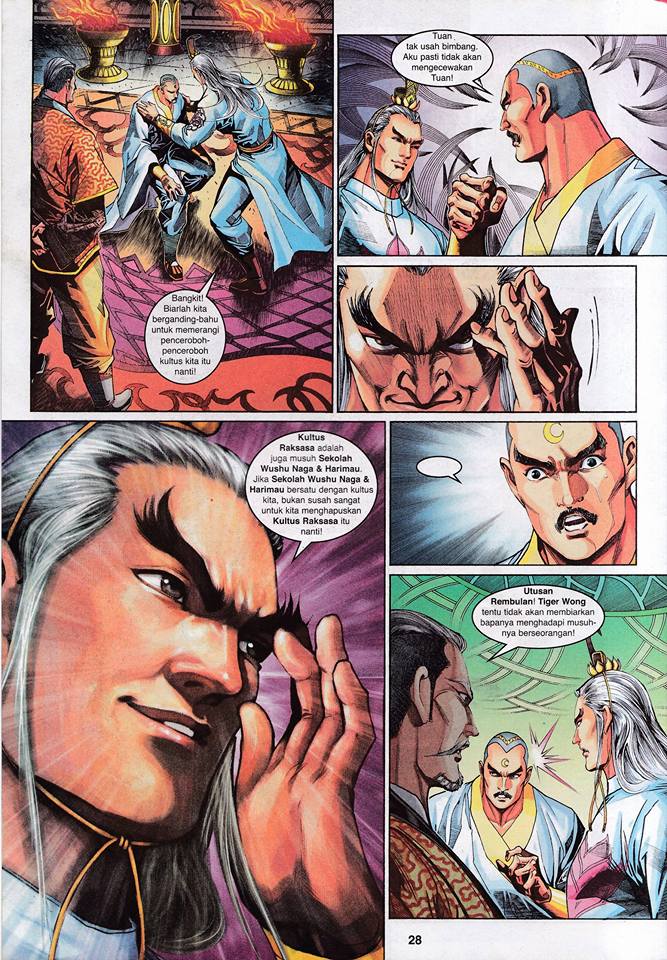 Bangkit!
Biarlah kita
berganding-bahu
untuk memerangi
penceroboh-
penceroboh
kultus kita itu
nanti!
Tuan
tak usah bimbang.
Aku pasti tidak akan
mengecewakan
Tuan!
Kultus
Raksasa adalah
juga musuh Sekolah
Wushu Naga & Harimau.
Jika Sekolah Wushu Naga &
Harimau bersatu dengan kultus
kita, bukan susah sangat
untuk kita menghapuskan
Kultus Raksasa itu
nanti!
Utusan
Rembulan! Tiger Wong
tentu tidak akan membiarkan
bapanya menghadapi musuh-
nya berseorangan!
28